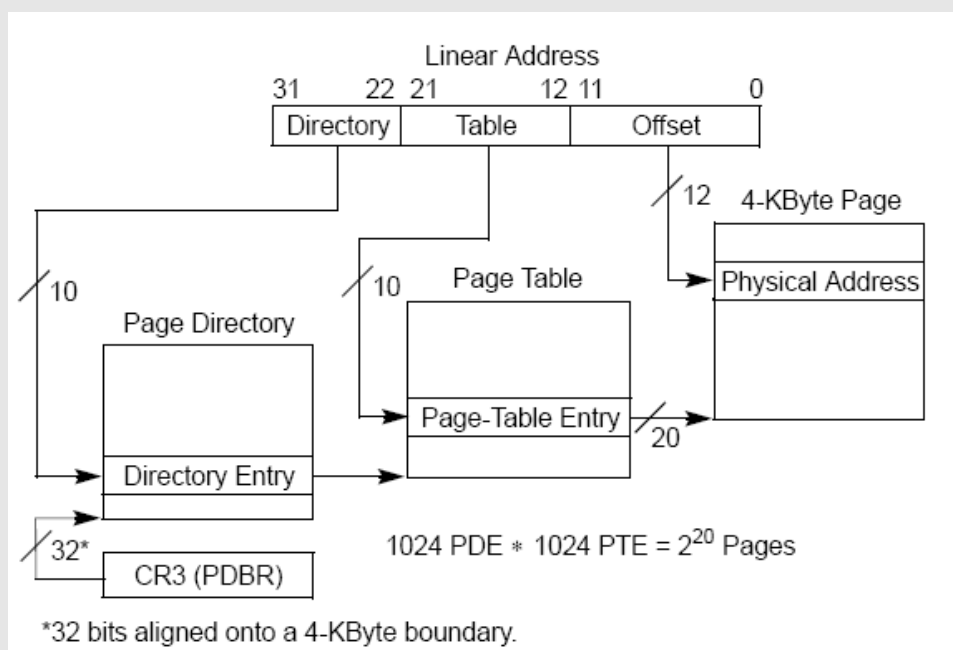 Linear Address
31 22 21 12 11 0
Directory Table Offset
12
4-KByte Page
10
10
Page Table
Physical Address
Page Directory
Page-Table Entry
20
Directory Entry
32*
1024 PDE * 1024 PTE = 2^20 Pages
CR3 (PDBR)
*32 bits aligned onto a 4-KByte boundary.